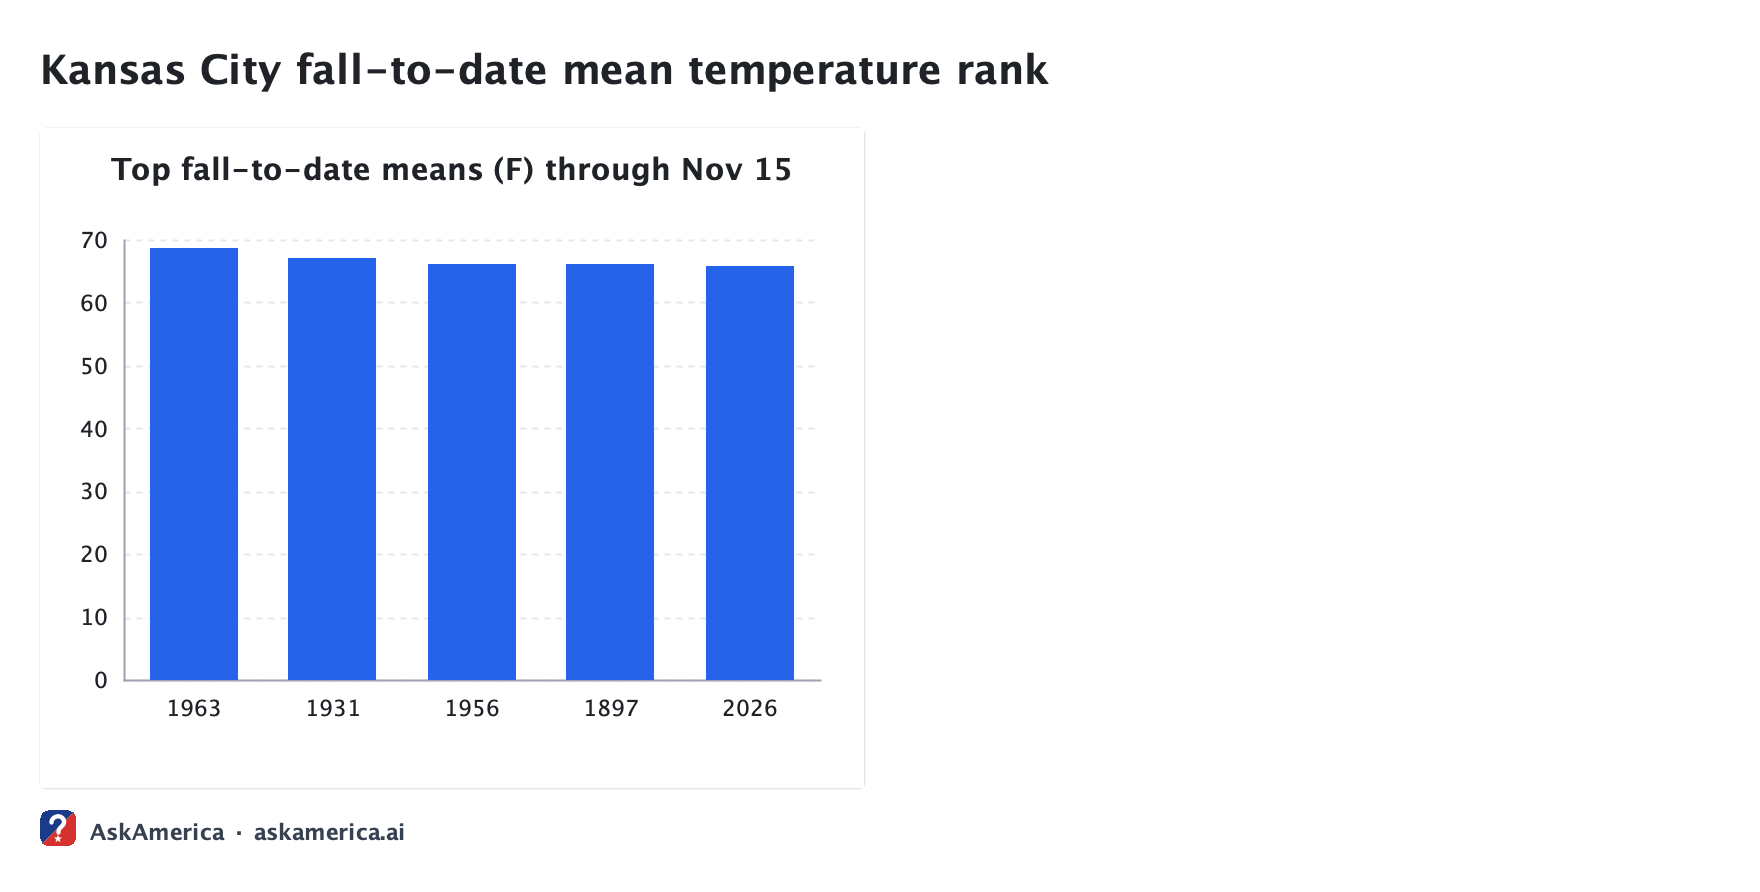 Kansas City fall-to-date mean temperature rank
Top fall-to-date means (F) through Nov 15
70
60
50
40
30
20
10
0
1963 1931 1956 1897 2026
AskAmerica · askamerica.ai